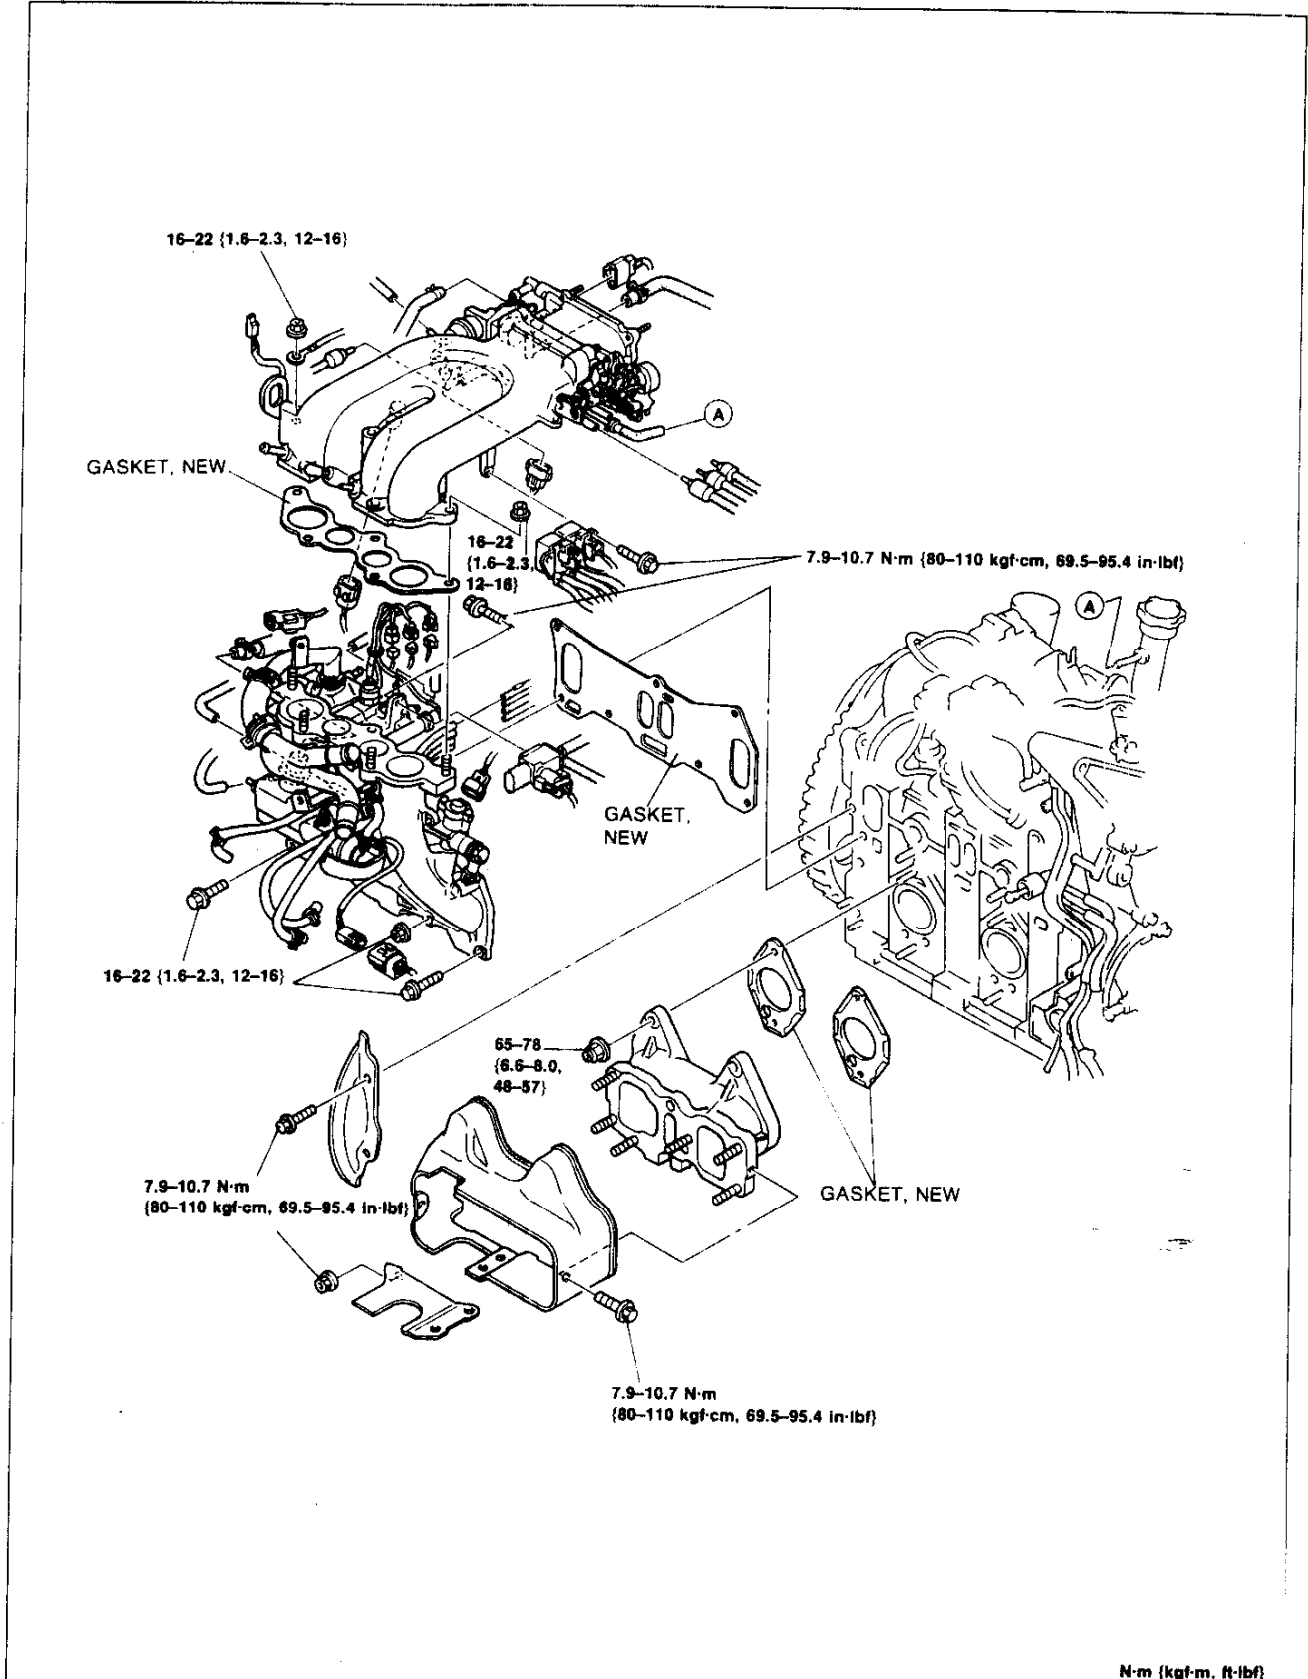 16–22 {1.6–2.3, 12–16}
A
GASKET, NEW
16–22
{1.6–2.3,
12–16}
7.9–10.7 N·m {80–110 kgf·cm, 69.5–95.4 in·lbf}
A
GASKET,
NEW
16–22 {1.6–2.3, 12–16}
65–78
{6.6–8.0,
48–57}
7.9–10.7 N·m
{80–110 kgf·cm, 69.5–95.4 in·lbf}
GASKET, NEW
7.9–10.7 N·m
{80–110 kgf·cm, 69.5–95.4 in·lbf}
N·m {kgf·m, ft·lbf}